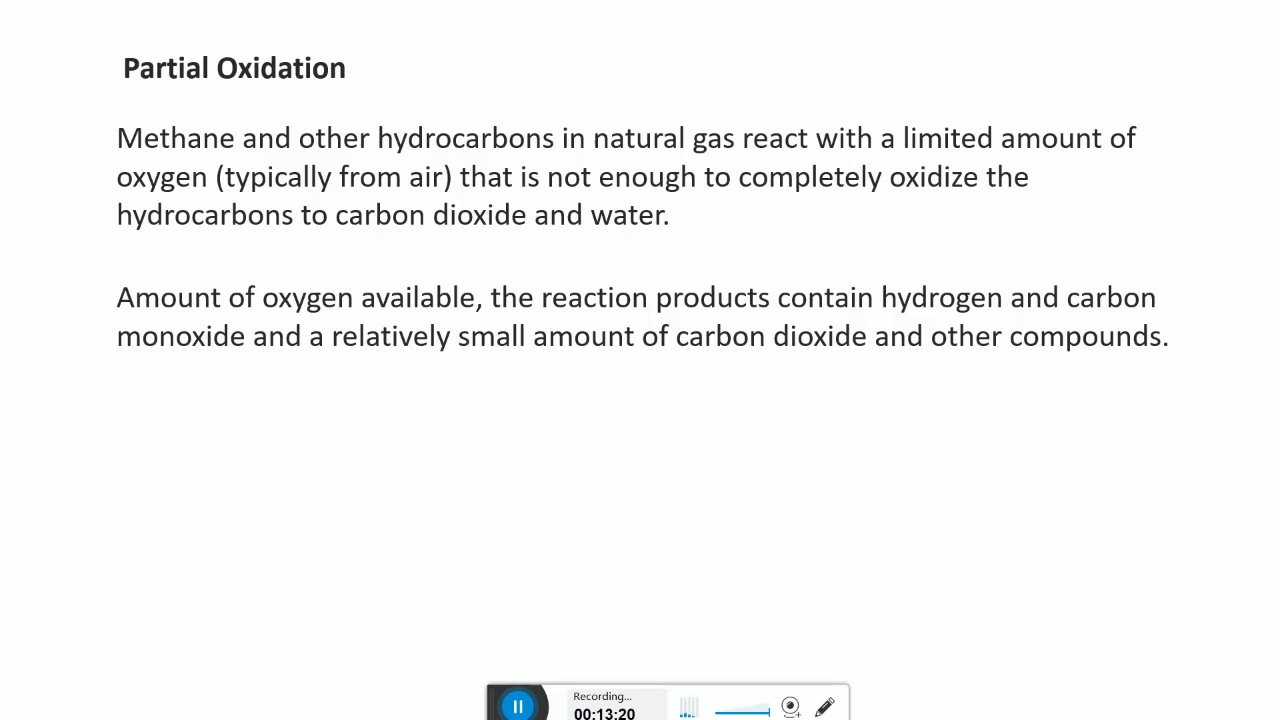 Partial Oxidation
Methane and other hydrocarbons in natural gas react with a limited amount of
oxygen (typically from air) that is not enough to completely oxidize the
hydrocarbons to carbon dioxide and water.
Amount of oxygen available, the reaction products contain hydrogen and carbon
monoxide and a relatively small amount of carbon dioxide and other compounds.
Recording...
00:13:20